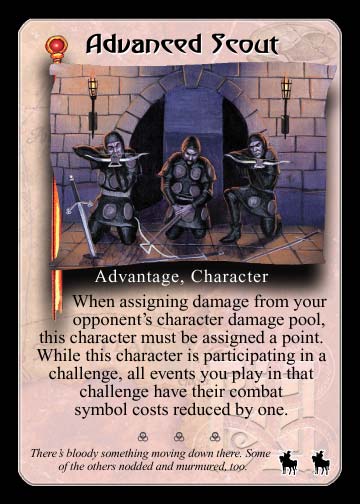 Advanced Scout
Advantage, Character
When assigning damage from your
opponent's character damage pool,
this character must be assigned a point.
While this character is participating in a
challenge, all events you play in that
challenge have their combat
symbol costs reduced by one.
There's bloody something moving down there. Some
of the others nodded and murmured, too.